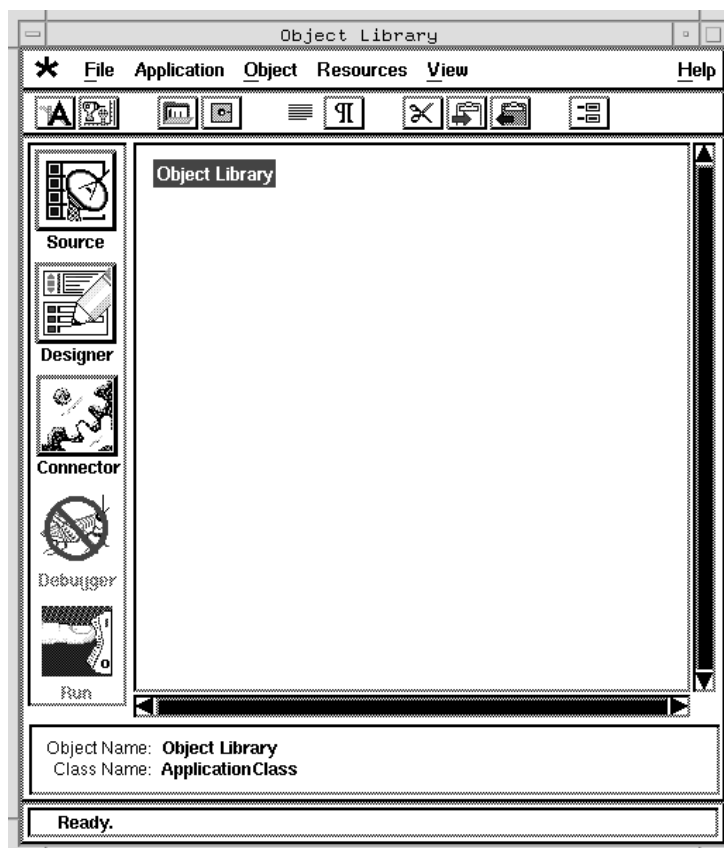 Object Library
File Application Object Resources View Help
Object Library
Source
Designer
Connector
Debugger
Run
Object Name: Object Library
Class Name: ApplicationClass
Ready.